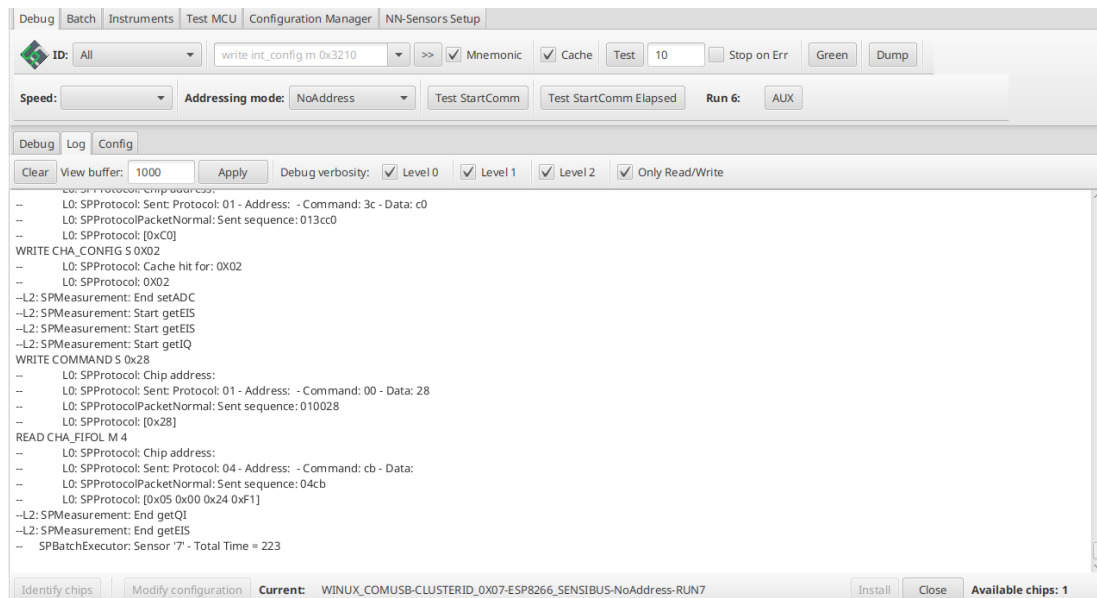 Debug Batch Instruments Test MCU Configuration Manager NN-Sensors Setup
ID: All write int_config m 0x3210 >> Mnemonic Cache Test 10 Stop on Err Green Dump
Speed: Addressing mode: NoAddress Test StartComm Test StartComm Elapsed Run 6: AUX
Debug Log Config
Clear View buffer: 1000 Apply Debug verbosity: Level 0 Level 1 Level 2 Only Read/Write
-- L0: SPProtocol: Chip address:
-- L0: SPProtocol: Sent: Protocol: 01 - Address: - Command: 3c - Data: c0
-- L0: SPProtocolPacketNormal: Sent sequence: 013cc0
-- L0: SPProtocol: [0xC0]
WRITE CHA_CONFIG S 0X02
-- L0: SPProtocol: Cache hit for: 0X02
-- L0: SPProtocol: 0X02
--L2: SPMeasurement: End setADC
--L2: SPMeasurement: Start getEIS
--L2: SPMeasurement: Start getEIS
--L2: SPMeasurement: Start getIQ
WRITE COMMAND S 0x28
-- L0: SPProtocol: Chip address:
-- L0: SPProtocol: Sent: Protocol: 01 - Address: - Command: 00 - Data: 28
-- L0: SPProtocolPacketNormal: Sent sequence: 010028
-- L0: SPProtocol: [0x28]
READ CHA_FIFOL M 4
-- L0: SPProtocol: Chip address:
-- L0: SPProtocol: Sent: Protocol: 04 - Address: - Command: cb - Data:
-- L0: SPProtocolPacketNormal: Sent sequence: 04cb
-- L0: SPProtocol: [0x05 0x00 0x24 0xF1]
--L2: SPMeasurement: End getQI
--L2: SPMeasurement: End getEIS
-- SPBatchExecutor: Sensor '7' - Total Time = 223
Identify chips Modify configuration Current: WINUX_COMUSB-CLUSTERID_0X07-ESP8266_SENSIBUS-NoAddress-RUN7 Install Close Available chips: 1